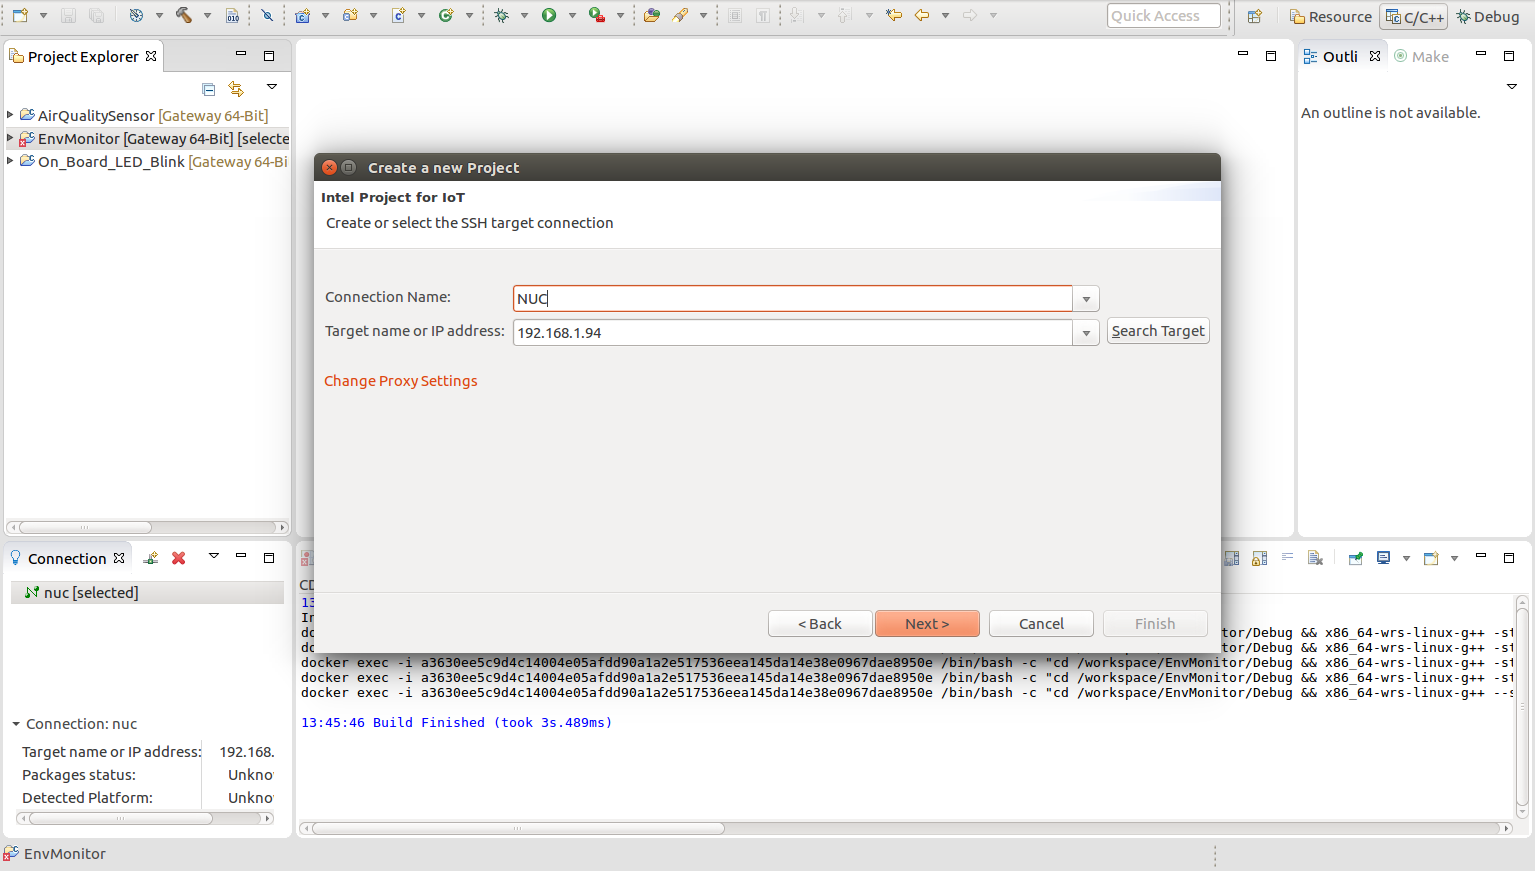 Quick Access
Resource
C/C++
Debug
Project Explorer
Outli
Make
AirQualitySensor [Gateway 64-Bit]
EnvMonitor [Gateway 64-Bit] [selecte
On_Board_LED_Blink [Gateway 64-Bi
An outline is not available.
Create a new Project
Intel Project for IoT
Create or select the SSH target connection
Connection Name:
NUC
Target name or IP address:
192.168.1.94
Search Target
Change Proxy Settings
< Back
Next >
Cancel
Finish
Connection
nuc [selected]
Connection: nuc
Target name or IP address: 192.168.
Packages status: Unkno
Detected Platform: Unkno
CD
13
In
do tor/Debug && x86_64-wrs-linux-g++ -st
do tor/Debug && x86_64-wrs-linux-g++ -st
docker exec -i a3630ee5c9d4c14004e05afdd90a1a2e517536eea145da14e38e0967dae8950e /bin/bash -c "cd /workspace/EnvMonitor/Debug && x86_64-wrs-linux-g++ -st
docker exec -i a3630ee5c9d4c14004e05afdd90a1a2e517536eea145da14e38e0967dae8950e /bin/bash -c "cd /workspace/EnvMonitor/Debug && x86_64-wrs-linux-g++ -st
docker exec -i a3630ee5c9d4c14004e05afdd90a1a2e517536eea145da14e38e0967dae8950e /bin/bash -c "cd /workspace/EnvMonitor/Debug && x86_64-wrs-linux-g++ --s
13:45:46 Build Finished (took 3s.489ms)
EnvMonitor